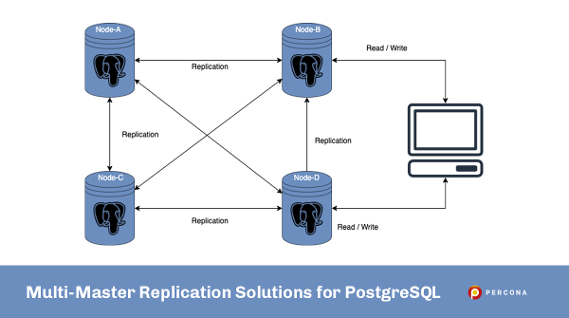 Node-A
Node-B
Read / Write
Replication
Replication
Replication
Node-C
Node-D
Replication
Read / Write
Multi-Master Replication Solutions for PostgreSQL
PERCONA